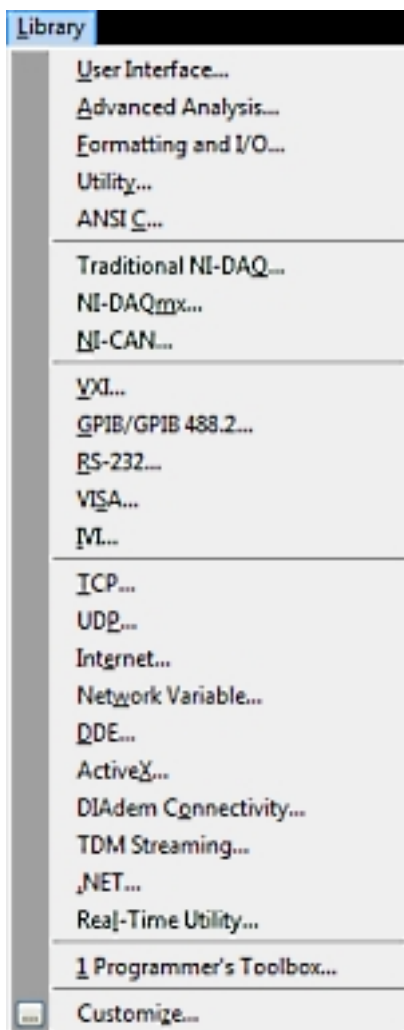 Library
User Interface...
Advanced Analysis...
Formatting and I/O...
Utility...
ANSI C...
Traditional NI-DAQ...
NI-DAQmx...
NI-CAN...
VXI...
GPIB/GPIB 488.2...
RS-232...
VISA...
IVI...
TCP...
UDP...
Internet...
Network Variable...
DDE...
ActiveX...
DIAdem Connectivity...
TDM Streaming...
.NET...
Real-Time Utility...
1 Programmer's Toolbox...
Customize...